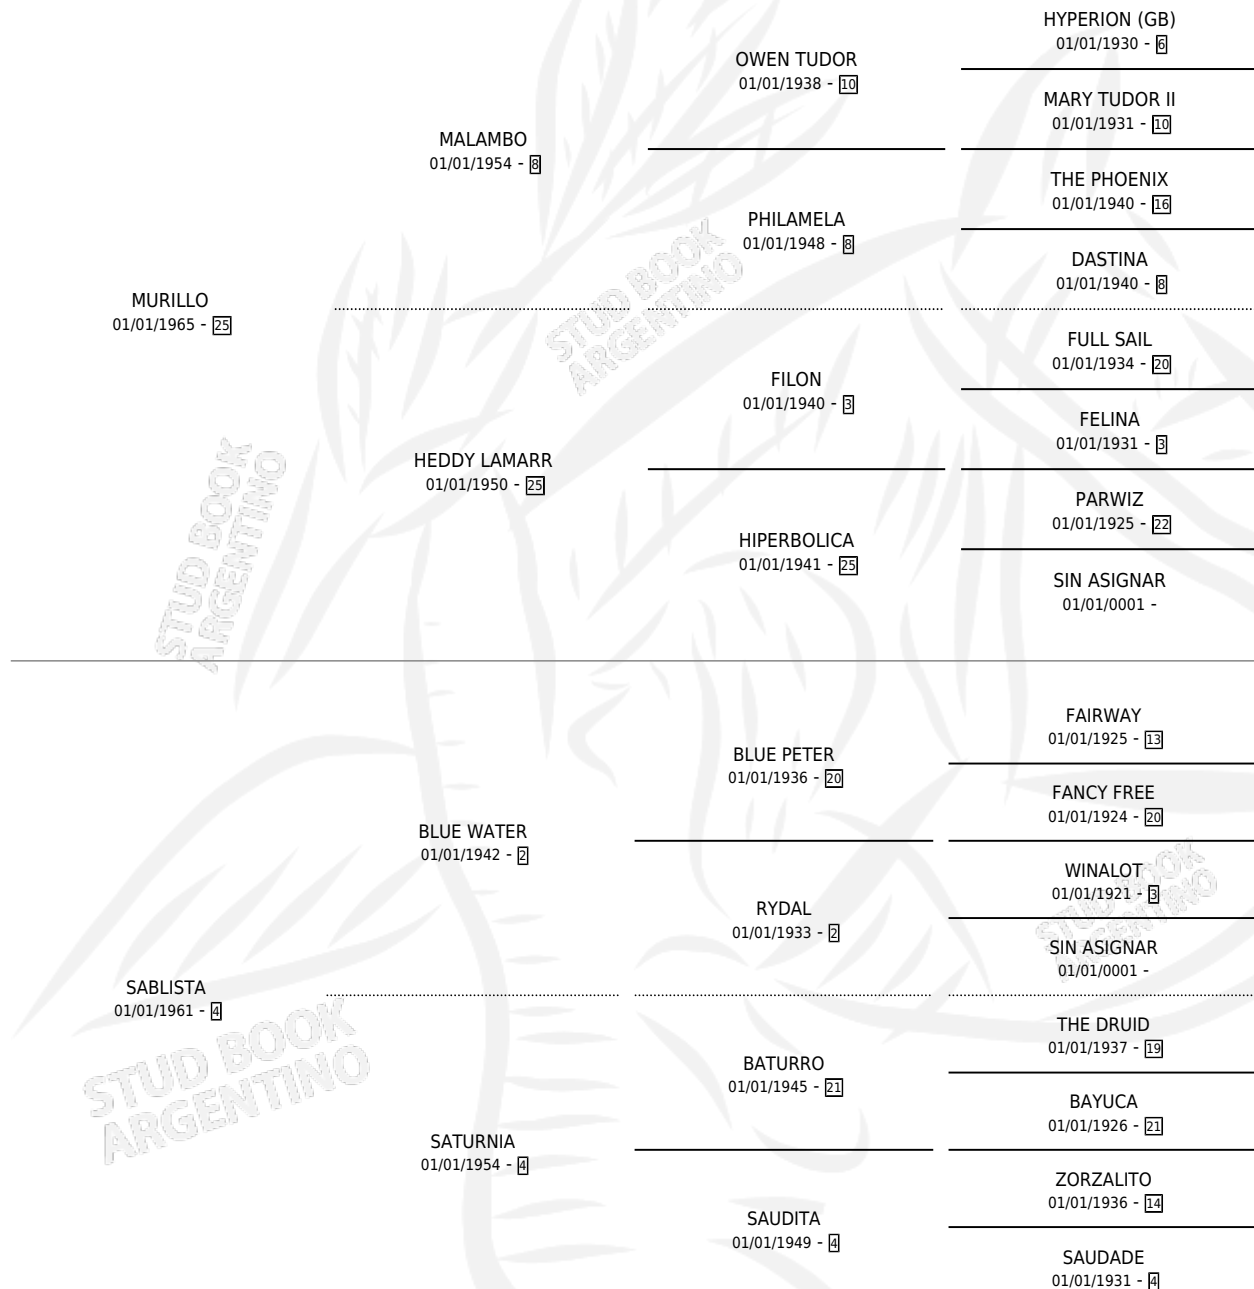 HYPERION (GB)
01/01/1930 - 6
OWEN TUDOR
01/01/1938 - 10
MARY TUDOR II
01/01/1931 - 10
MALAMBO
01/01/1954 - 8
THE PHOENIX
01/01/1940 - 16
PHILAMELA
01/01/1948 - 8
DASTINA
01/01/1940 - 8
MURILLO
01/01/1965 - 25
FULL SAIL
01/01/1934 - 20
FILON
01/01/1940 - 3
FELINA
01/01/1931 - 3
HEDDY LAMARR
01/01/1950 - 25
PARWIZ
01/01/1925 - 22
HIPERBOLICA
01/01/1941 - 25
SIN ASIGNAR
01/01/0001 -
STUD BOOK
ARGENTINO
STUD BOOK
ARGENTINO
FAIRWAY
01/01/1925 - 13
BLUE PETER
01/01/1936 - 20
FANCY FREE
01/01/1924 - 20
BLUE WATER
01/01/1942 - 2
WINALOT
01/01/1921 - 3
RYDAL
01/01/1933 - 2
SIN ASIGNAR
01/01/0001 -
SABLISTA
01/01/1961 - 4
THE DRUID
01/01/1937 - 19
BATURRO
01/01/1945 - 21
BAYUCA
01/01/1926 - 21
SATURNIA
01/01/1954 - 4
ZORZALITO
01/01/1936 - 14
SAUDITA
01/01/1949 - 4
SAUDADE
01/01/1931 - 4
STUD BOOK
ARGENTINO
STUD BOOK
ARGENTINO